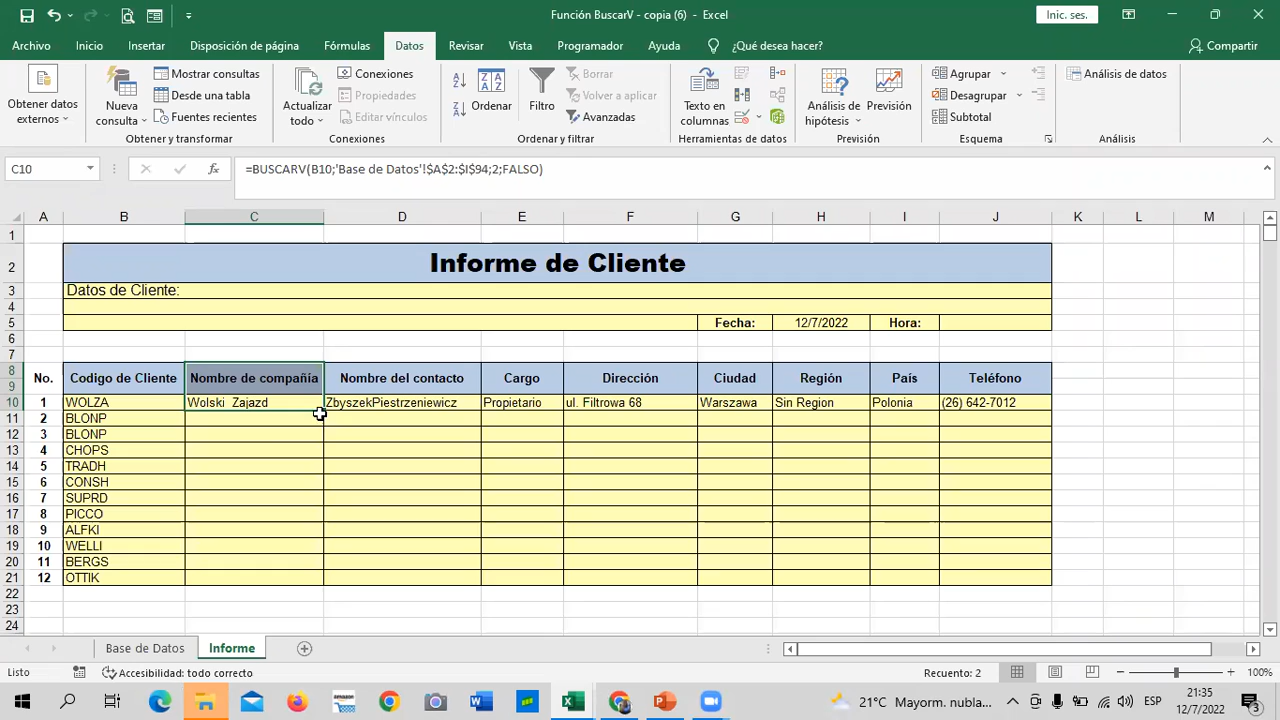 Función BuscarV - copia (6) - Excel
Inic. ses.
Archivo Inicio Insertar Disposición de página Fórmulas Datos Revisar Vista Programador Ayuda ¿Qué desea hacer? Compartir
Obtener datos externos
Nueva consulta
Mostrar consultas
Desde una tabla
Fuentes recientes
Obtener y transformar
Actualizar todo
Conexiones
Propiedades
Editar vínculos
Conexiones
Ordenar
Filtro
Borrar
Volver a aplicar
Avanzadas
Ordenar y filtrar
Texto en columnas
Herramientas de datos
Análisis de hipótesis
Previsión
Previsión
Agrupar
Desagrupar
Subtotal
Esquema
Análisis de datos
Análisis
C10 fx =BUSCARV(B10;'Base de Datos'!$A$2:$I$94;2;FALSO)
A B C D E F G H I J K L M
1
2 Informe de Cliente
3 Datos de Cliente:
4
5 Fecha: 12/7/2022 Hora:
6
7
8
9
No. Codigo de Cliente Nombre de compañía Nombre del contacto Cargo Dirección Ciudad Región País Teléfono
10 1 WOLZA Wolski Zajazd ZbyszekPiestrzeniewicz Propietario ul. Filtrowa 68 Warszawa Sin Region Polonia (26) 642-7012
11 2 BLONP
12 3 BLONP
13 4 CHOPS
14 5 TRADH
15 6 CONSH
16 7 SUPRD
17 8 PICCO
18 9 ALFKI
19 10 WELLI
20 11 BERGS
21 12 OTTIK
22
23
24
Base de Datos Informe
Listo Accesibilidad: todo correcto Recuento: 2 100%
21°C Mayorm. nubla... ESP 21:35
12/7/2022 3